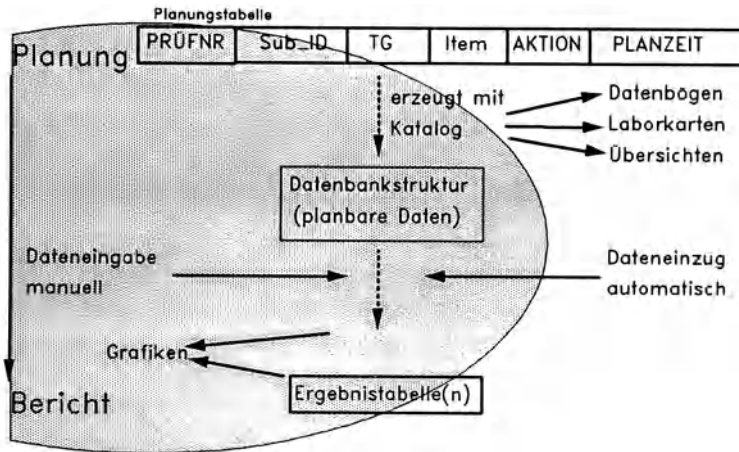 Planungstabelle
Planung
PRÜFNR Sub_ID TG Item AKTION PLANZEIT
erzeugt mit
Katalog
Datenbögen
Laborkarten
Übersichten
Datenbankstruktur
(planbare Daten)
Dateneingabe
manuell
Dateneinzug
automatisch
Grafiken
Ergebnistabelle(n)
Bericht